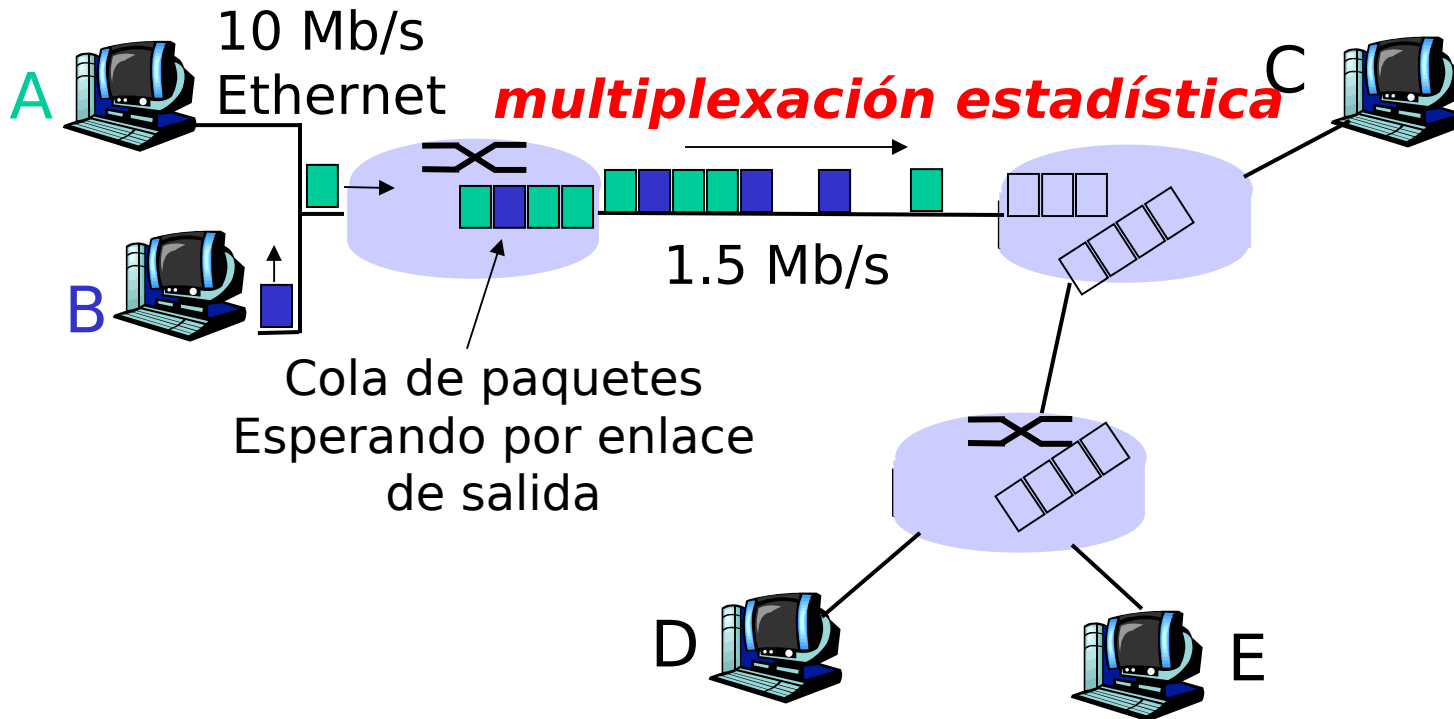 10 Mb/s
Ethernet
A
multiplexación estadística
C
B
1.5 Mb/s
Cola de paquetes
Esperando por enlace
de salida
D
E